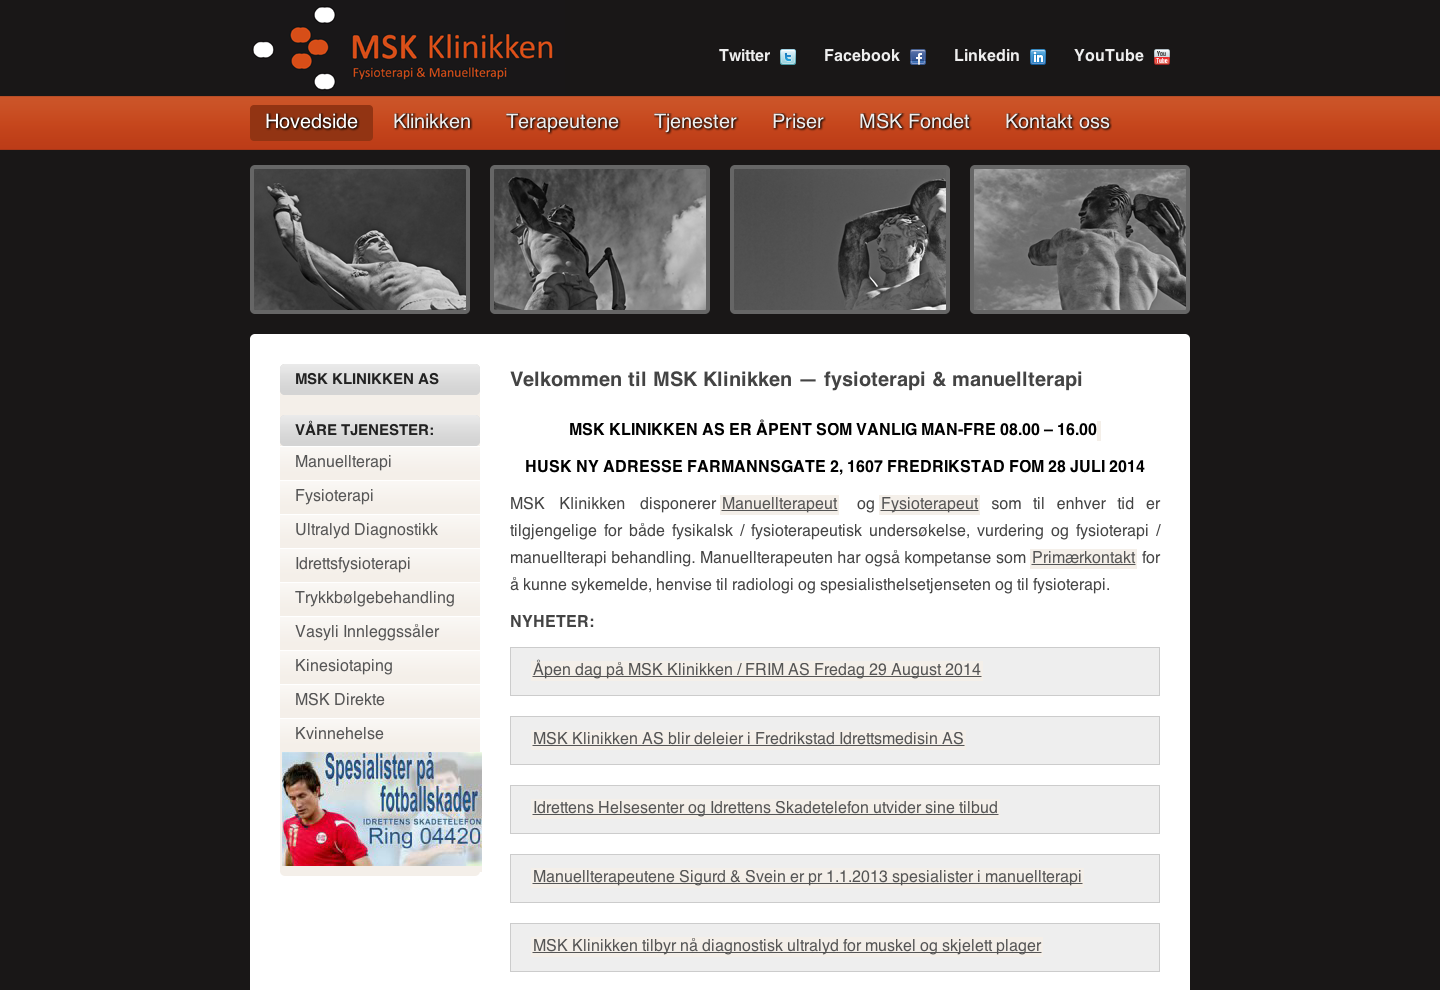 MSK Klinikken
Fysioterapi & Manuellterapi
Twitter Facebook Linkedin YouTube
Hovedside Klinikken Terapeutene Tjenester Priser MSK Fondet Kontakt oss
MSK KLINIKKEN AS
VÅRE TJENESTER:
Manuellterapi
Fysioterapi
Ultralyd Diagnostikk
Idrettsfysioterapi
Trykkbølgebehandling
Vasyli Innleggssåler
Kinesiotaping
MSK Direkte
Kvinnehelse
Spesialister på
fotballskader
IDRETTENS SKADETELEFON
Ring 04420
Velkommen til MSK Klinikken — fysioterapi & manuellterapi
MSK KLINIKKEN AS ER ÅPENT SOM VANLIG MAN-FRE 08.00 – 16.00
HUSK NY ADRESSE FARMANNSGATE 2, 1607 FREDRIKSTAD FOM 28 JULI 2014
MSK Klinikken disponerer Manuellterapeut og Fysioterapeut som til enhver tid er
tilgjengelige for både fysikalsk / fysioterapeutisk undersøkelse, vurdering og fysioterapi /
manuellterapi behandling. Manuellterapeuten har også kompetanse som Primærkontakt for
å kunne sykemelde, henvise til radiologi og spesialisthelsetjenseten og til fysioterapi.
NYHETER:
Åpen dag på MSK Klinikken / FRIM AS Fredag 29 August 2014
MSK Klinikken AS blir deleier i Fredrikstad Idrettsmedisin AS
Idrettens Helsesenter og Idrettens Skadetelefon utvider sine tilbud
Manuellterapeutene Sigurd & Svein er pr 1.1.2013 spesialister i manuellterapi
MSK Klinikken tilbyr nå diagnostisk ultralyd for muskel og skjelett plager